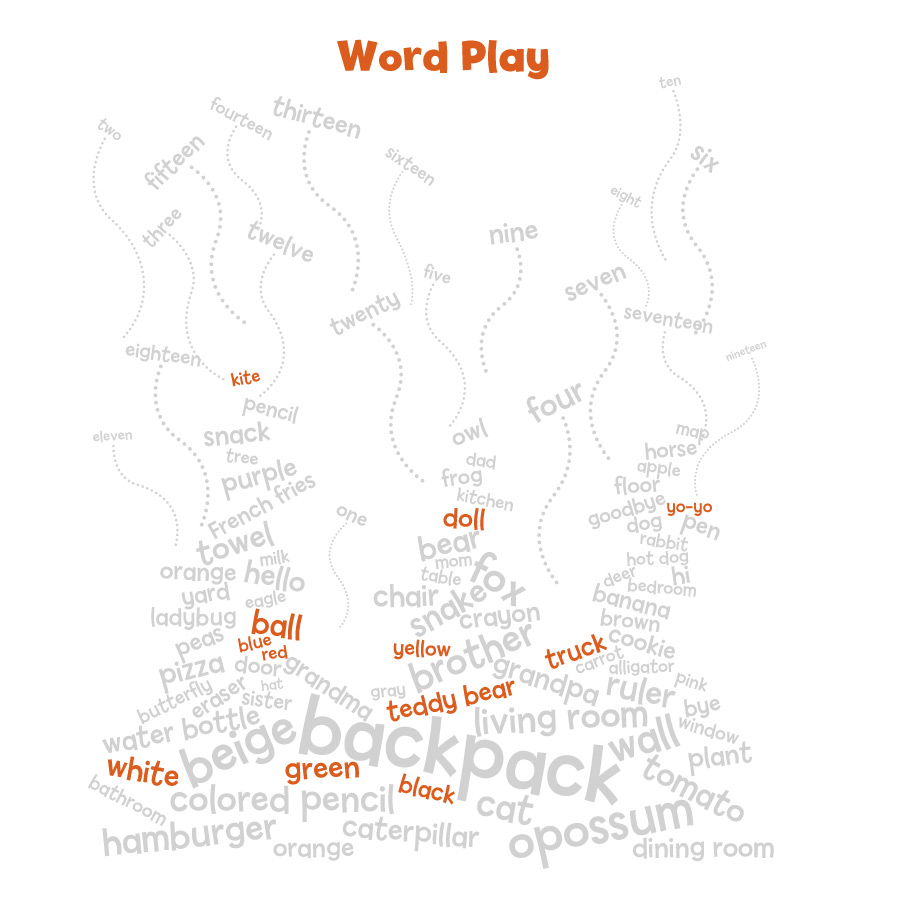 Word Play
ten
fourteen
thirteen
two
fifteen
sixteen
six
eight
three
twelve
nine
five
seven
twenty
seventeen
eighteen
nineteen
kite
pencil
four
snack
owl
map
eleven
horse
tree
dad
apple
purple
frog
floor
French fries
kitchen
goodbye
yo-yo
one
doll
dog
pen
towel
bear
rabbit
milk
mom
hot dog
orange
hello
table
fox
deer
hi
bedroom
yard
eagle
chair
snake
banana
ladybug
crayon
brown
ball
peas
blue
red
yellow
brother
truck
cookie
pizza
door
grandma
carrot
alligator
grandpa
pink
butterfly
eraser
hat
sister
gray
teddy bear
ruler
bye
water bottle
beige
backpack
living room
wall
window
plant
white
green
black
tomato
bathroom
colored pencil
cat
hamburger
caterpillar
opossum
orange
dining room